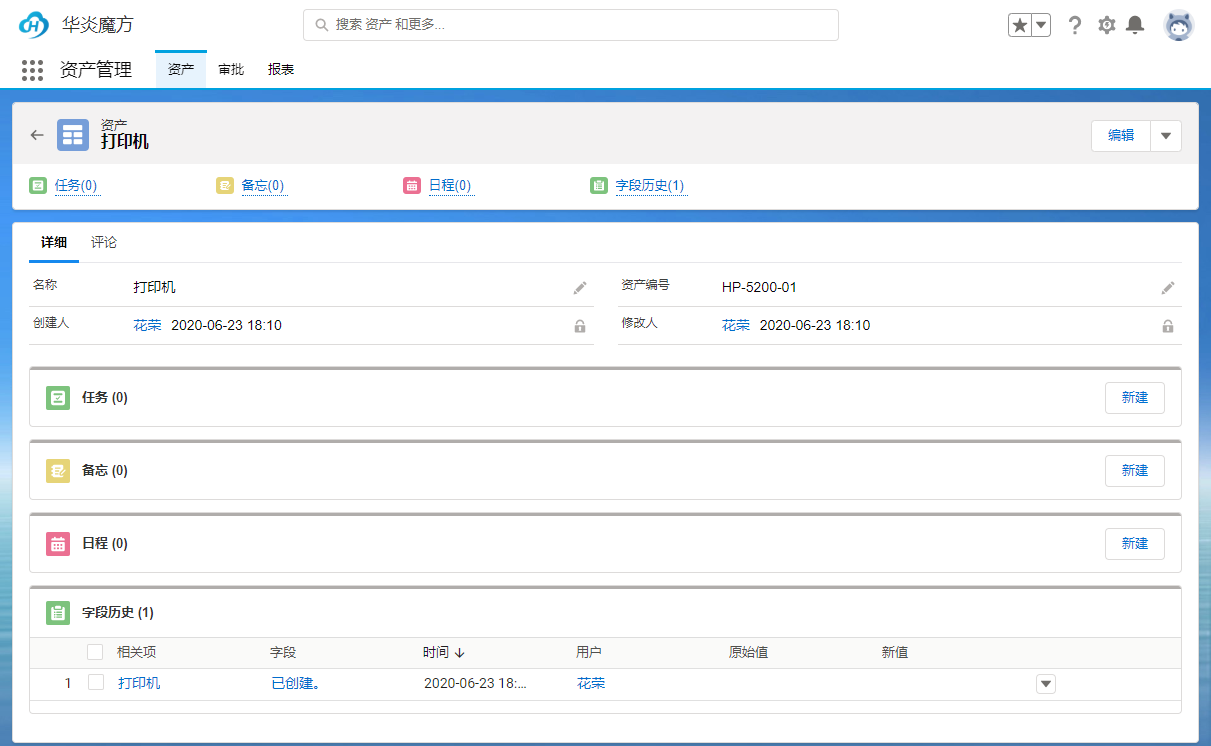 华炎魔方
搜索 资产 和更多...
资产管理 资产 审批 报表
资产
打印机
编辑
任务(0) 备忘(0) 日程(0) 字段历史(1)
详细 评论
名称 打印机 资产编号 HP-5200-01
创建人 花荣 2020-06-23 18:10 修改人 花荣 2020-06-23 18:10
任务 (0) 新建
备忘 (0) 新建
日程 (0) 新建
字段历史 (1)
相关项 字段 时间 用户 原始值 新值
1 打印机 已创建。 2020-06-23 18:... 花荣